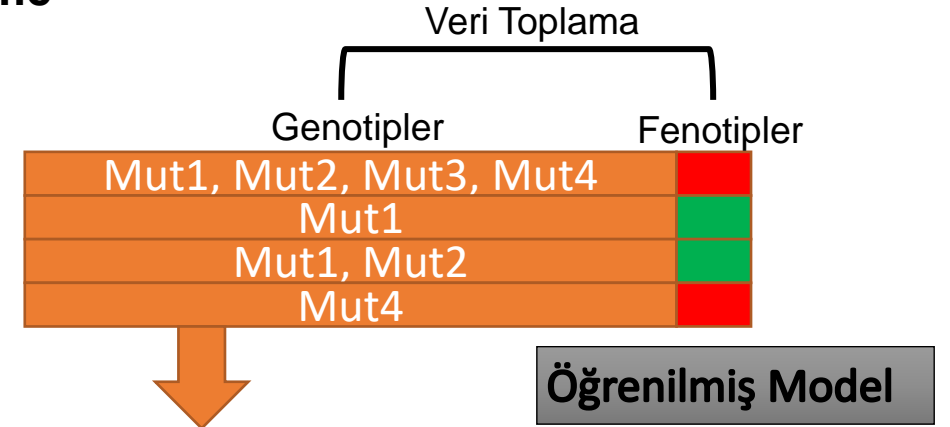 Veri Toplama
Genotipler Fenotipler
Mut1, Mut2, Mut3, Mut4
Mut1
Mut1, Mut2
Mut4
Öğrenilmiş Model